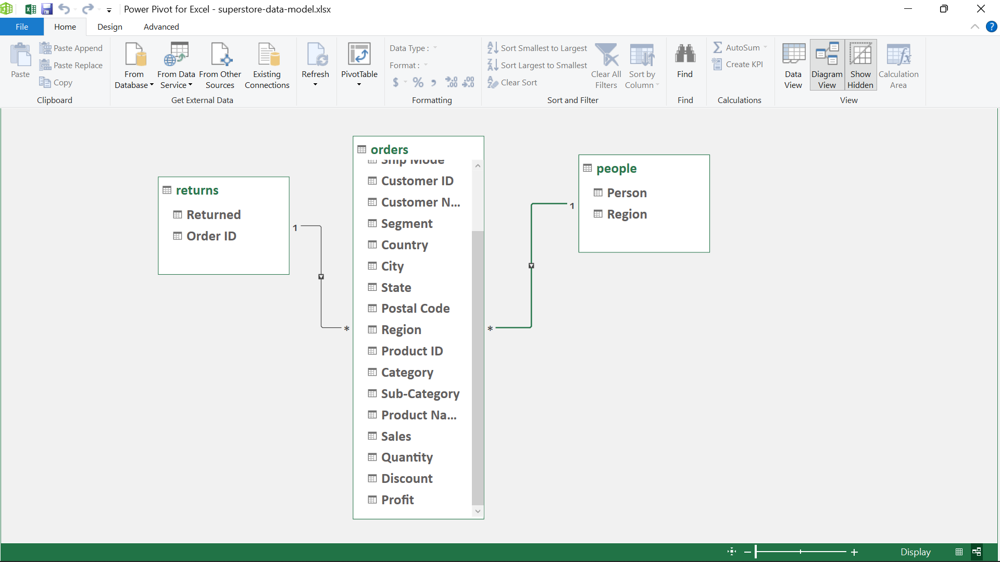 Power Pivot for Excel - superstore-data-model.xlsx
File Home Design Advanced
?
Paste
Paste Append
Paste Replace
Copy
Clipboard
From Database
From Data Service
From Other Sources
Existing Connections
Get External Data
Refresh
PivotTable
Data Type :
Format :
$ % ,
Formatting
Sort Smallest to Largest
Sort Largest to Smallest
Clear Sort
Clear All Filters
Sort by Column
Sort and Filter
Find
Find
AutoSum
Create KPI
Calculations
Data View
Diagram View
Show Hidden
Calculation Area
View
returns
Returned
Order ID
1
*
orders
Ship Mode
Customer ID
Customer N...
Segment
Country
City
State
Postal Code
Region
Product ID
Category
Sub-Category
Product Na...
Sales
Quantity
Discount
Profit
*
1
people
Person
Region
Display